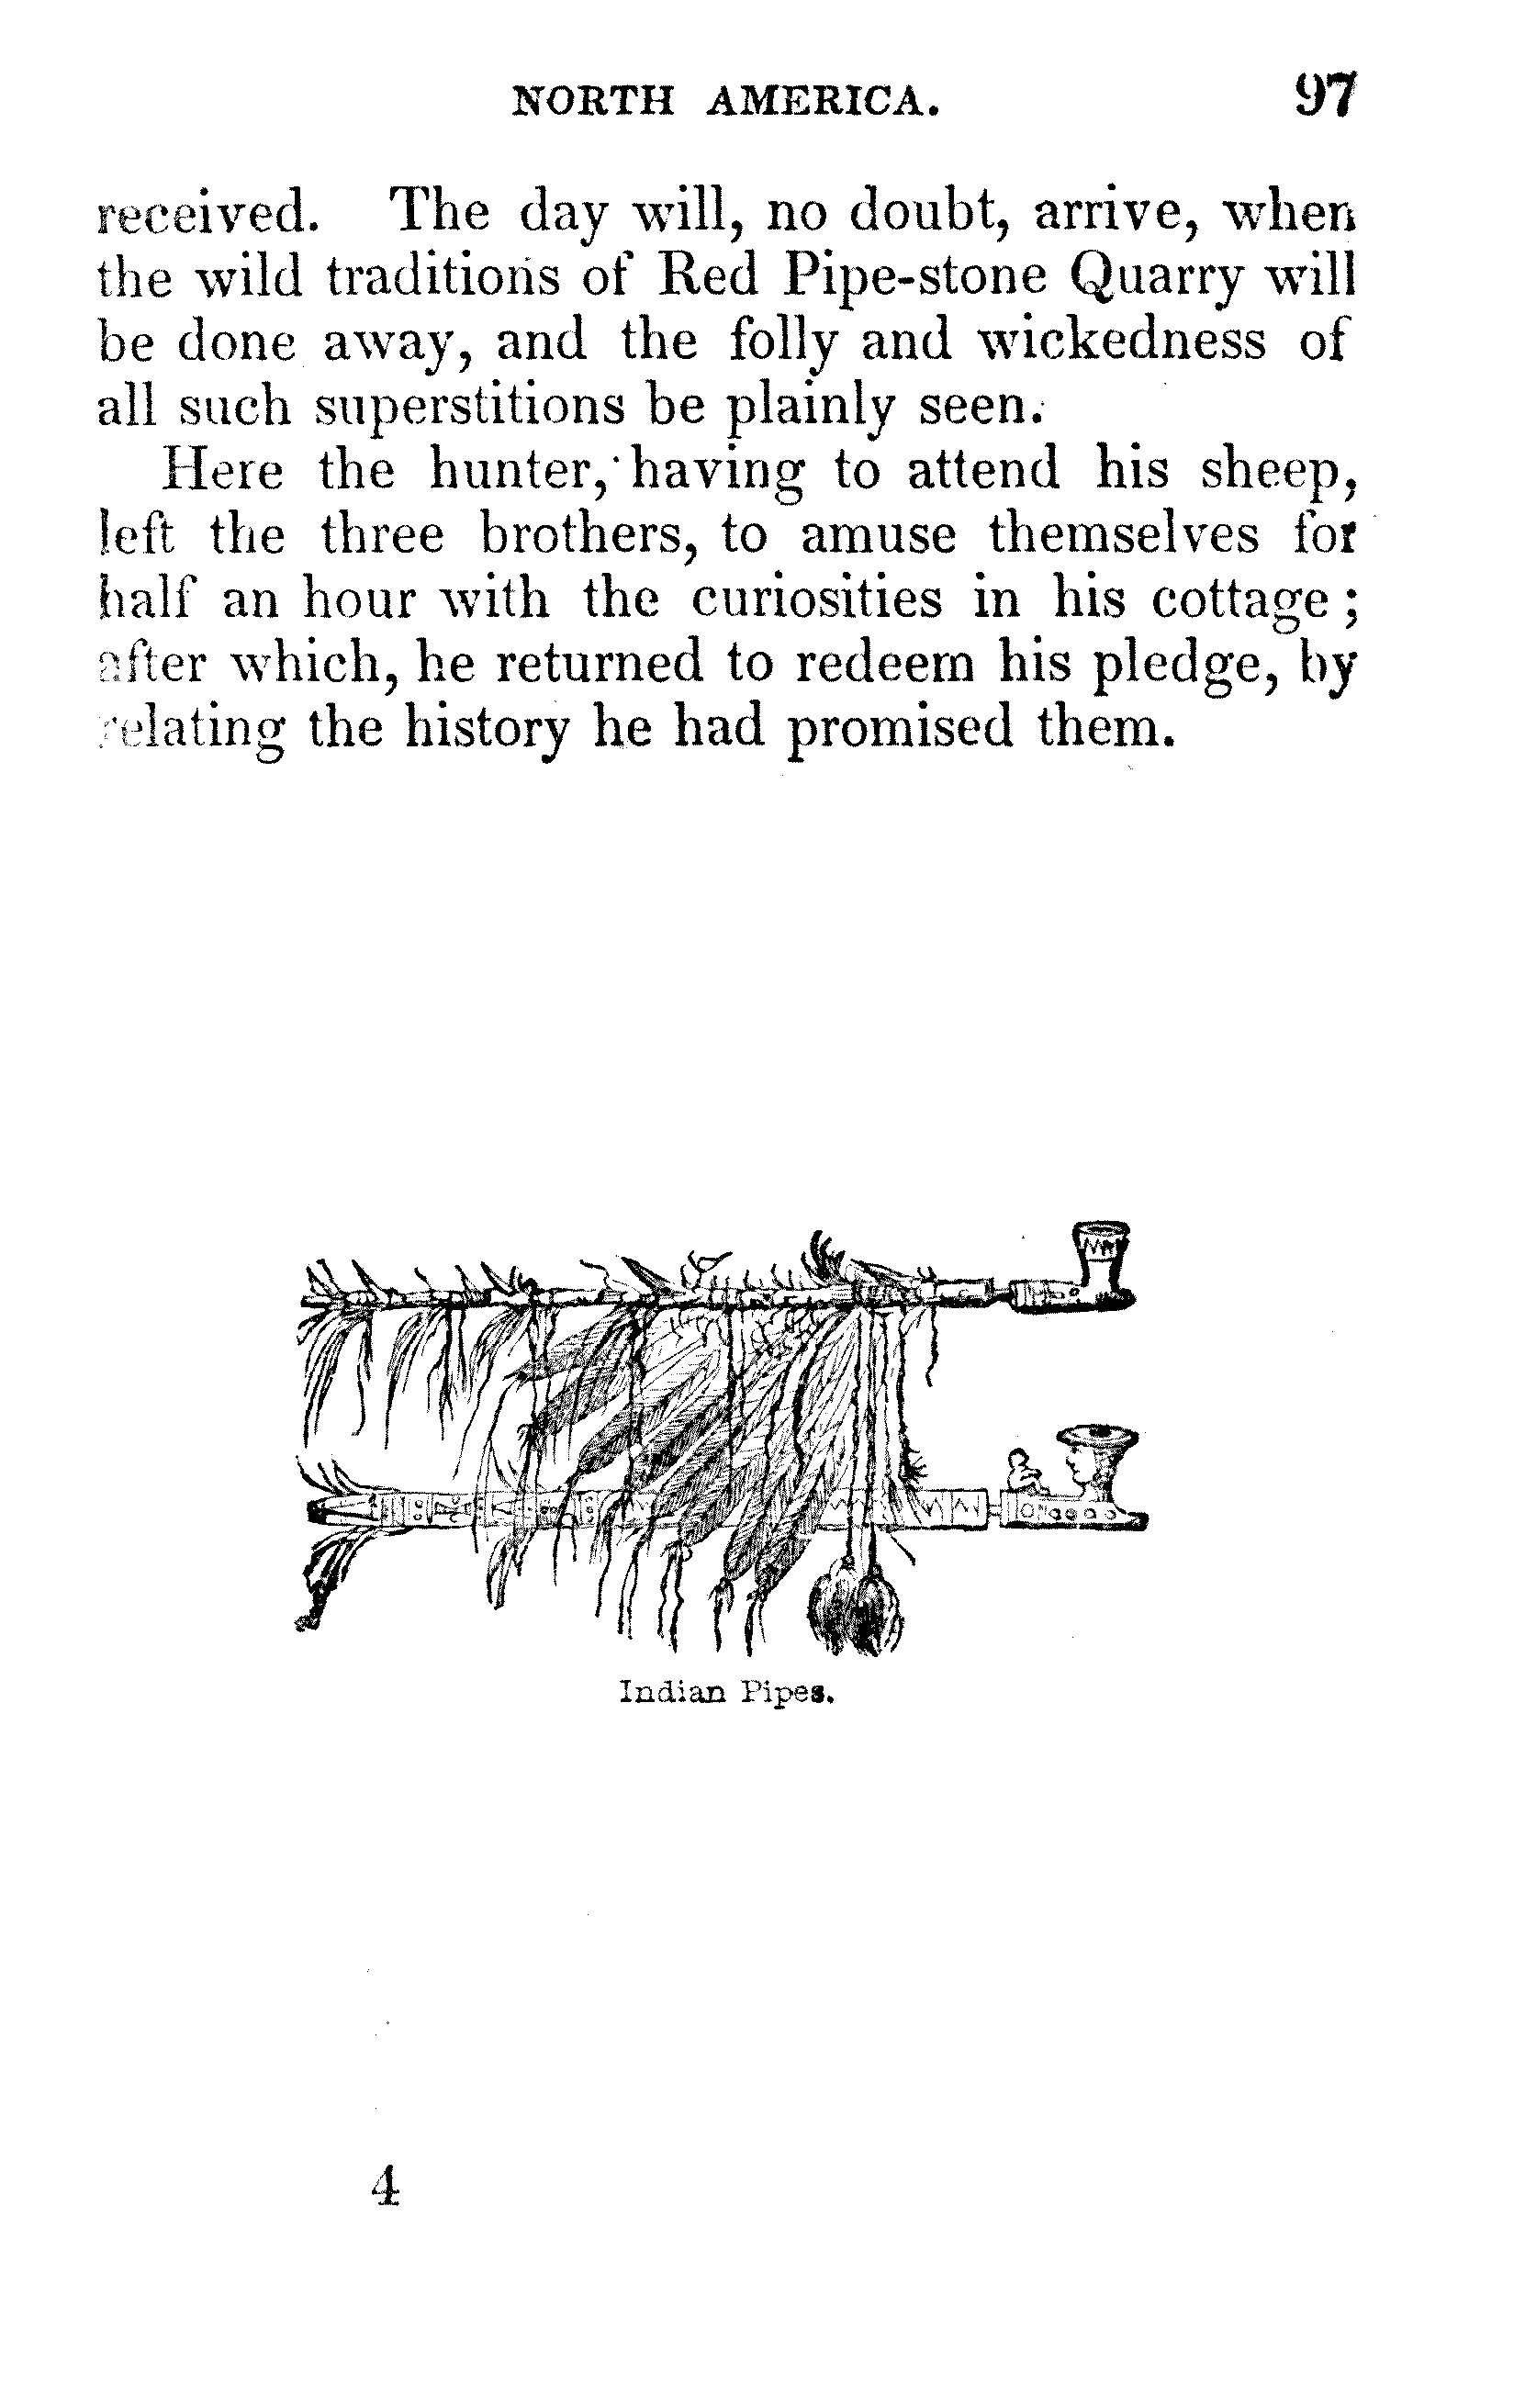 NORTH AMERICA. 97
received. The day will, no doubt, arrive, when
the wild traditions of Red Pipe-stone Quarry will
be done away, and the folly and wickedness of
all such superstitions be plainly seen.
Here the hunter, having to attend his sheep,
left the three brothers, to amuse themselves for
half an hour with the curiosities in his cottage;
after which, he returned to redeem his pledge, by
relating the history he had promised them.
Indian Pipes.
4